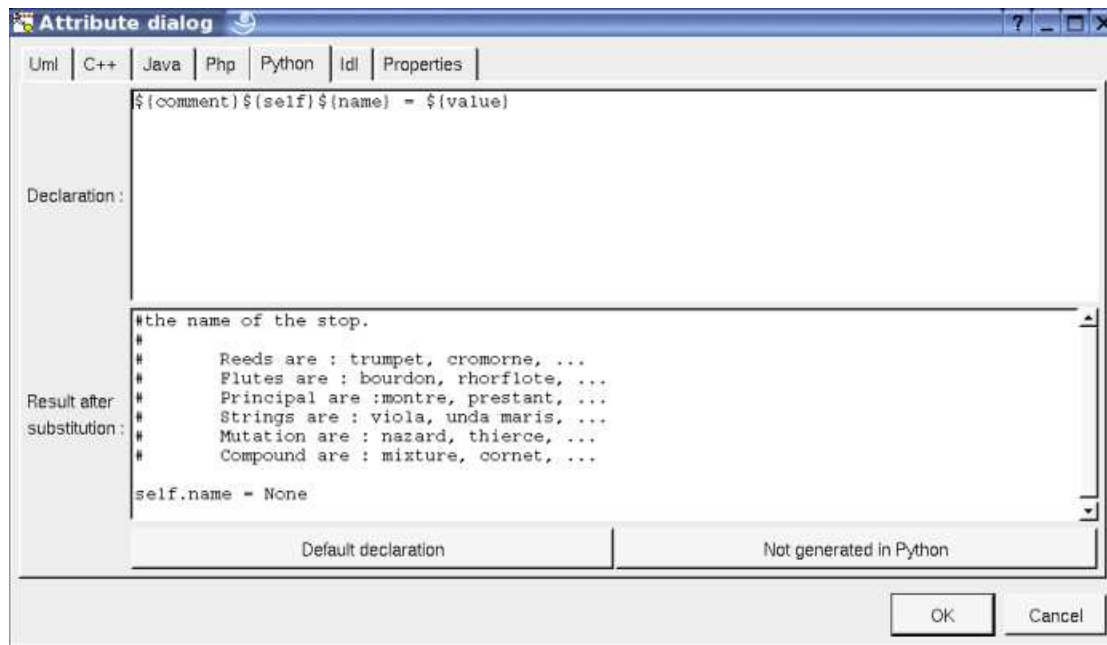 Attribute dialog
Uml C++ Java Php Python Idl Properties
Declaration :
${comment}${self}${name} = ${value}
Result after
substitution :
#the name of the stop.
#
# Reeds are : trumpet, cromorne, ...
# Flutes are : bourdon, rhorflote, ...
# Principal are :montre, prestant, ...
# Strings are : viola, unda maris, ...
# Mutation are : nazard, thierce, ...
# Compound are : mixture, cornet, ...
self.name = None
Default declaration Not generated in Python
OK Cancel